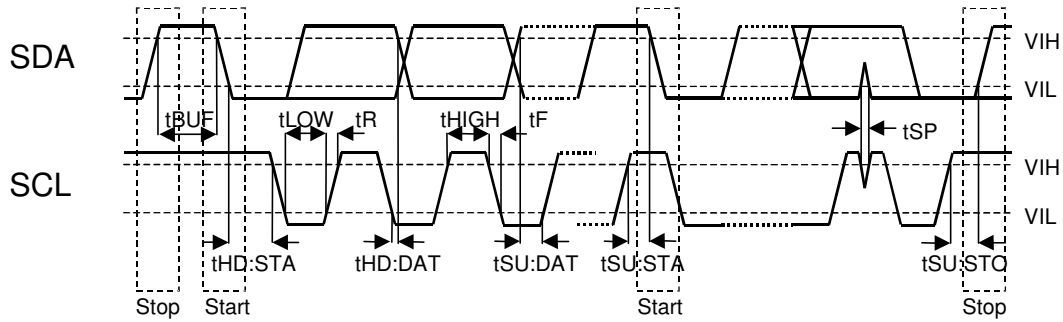 SDA
VIH
VIL
tBUF
tLOW
tR
tHIGH
tF
tSP
SCL
VIH
VIL
tHD:STA
tHD:DAT
tSU:DAT
tSU:STA
tSU:STO
Stop
Start
Start
Stop